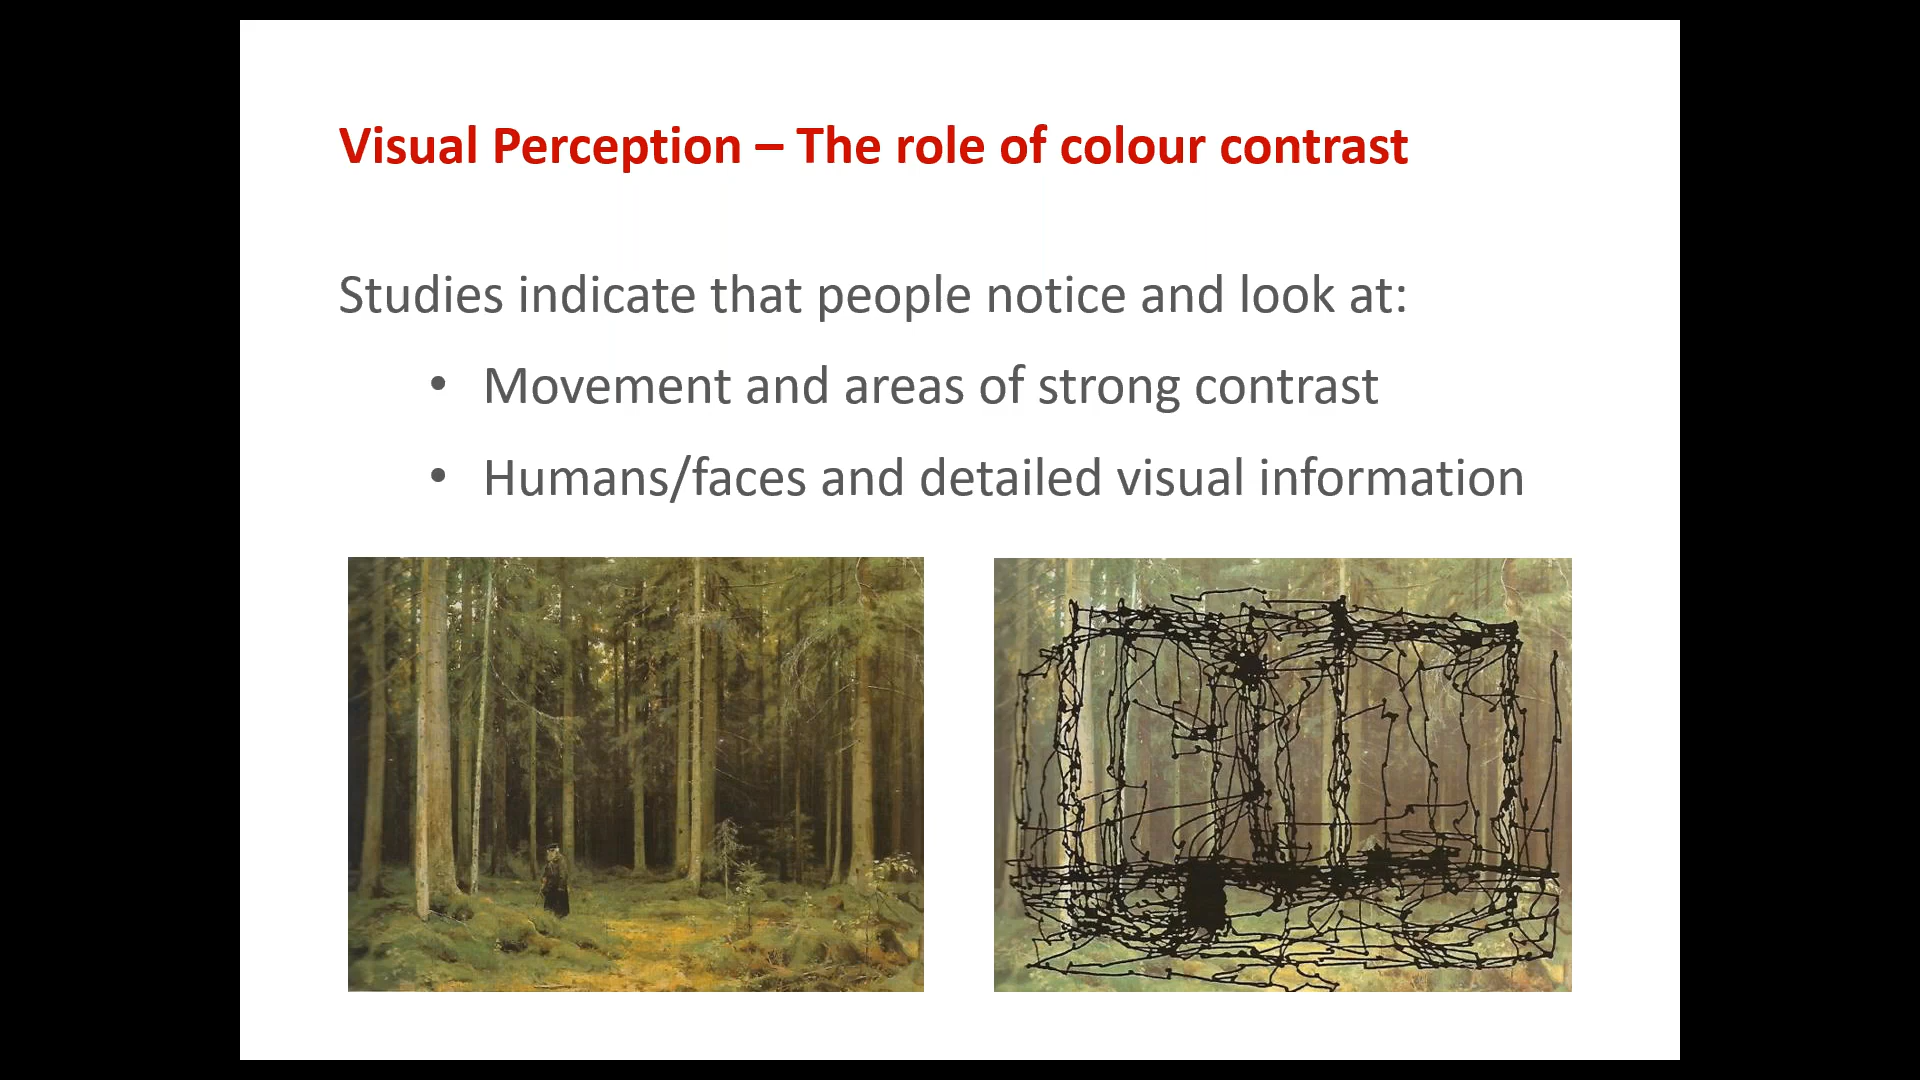 Visual Perception – The role of colour contrast
Studies indicate that people notice and look at:
• Movement and areas of strong contrast
• Humans/faces and detailed visual information